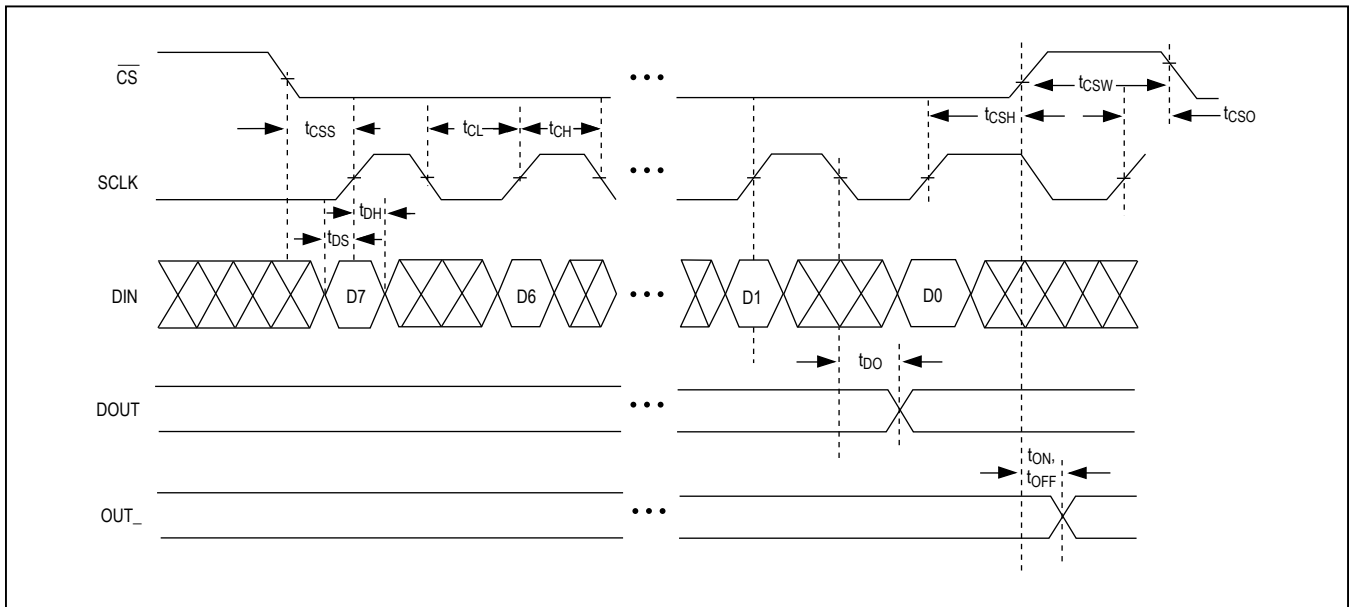 CS
tCSW
tCSS
tCL
tCH
tCSH
tCSO
SCLK
tDH
tDS
DIN
D7
D6
D1
D0
tDO
DOUT
tON,
tOFF
OUT_